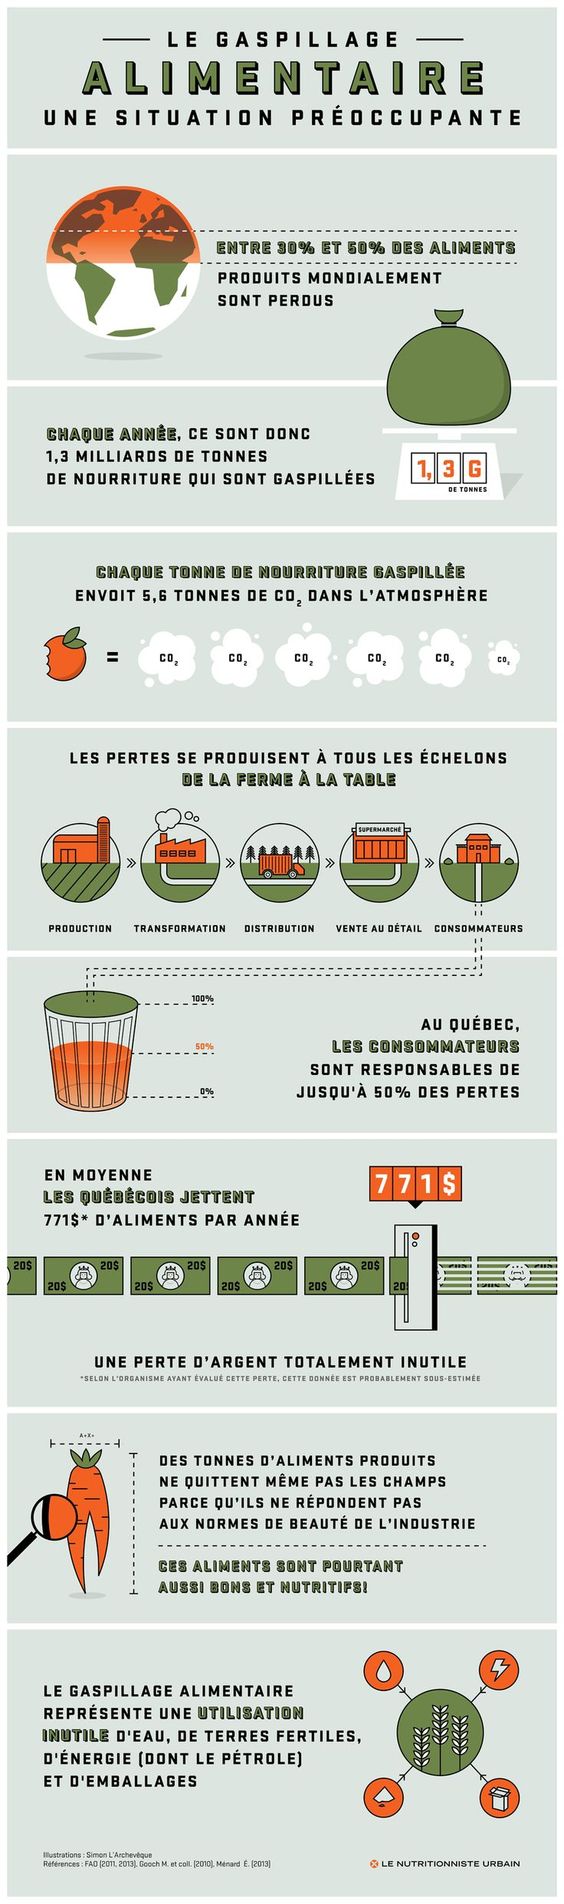 LE GASPILLAGE
ALIMENTAIRE
UNE SITUATION PRÉOCCUPANTE
ENTRE 30% ET 50% DES ALIMENTS
PRODUITS MONDIALEMENT
SONT PERDUS
CHAQUE ANNÉE, CE SONT DONC
1,3 MILLIARDS DE TONNES
DE NOURRITURE QUI SONT GASPILLÉES
1,3G
DE TONNES
CHAQUE TONNE DE NOURRITURE GASPILLÉE
ENVOIT 5,6 TONNES DE CO2 DANS L'ATMOSPHÈRE
= CO2 CO2 CO2 CO2 CO2 CO2
LES PERTES SE PRODUISENT À TOUS LES ÉCHELONS
DE LA FERME À LA TABLE
SUPERMARCHÉ
PRODUCTION TRANSFORMATION DISTRIBUTION VENTE AU DÉTAIL CONSOMMATEURS
100%
50%
0%
AU QUÉBEC,
LES CONSOMMATEURS
SONT RESPONSABLES DE
JUSQU'À 50% DES PERTES
EN MOYENNE
LES QUÉBÉCOIS JETTENT
771$* D'ALIMENTS PAR ANNÉE
771$
20$ 20$ 20$ 20$ 20$ 20$
20$ 20$ 20$ 20$ 20
UNE PERTE D'ARGENT TOTALEMENT INUTILE
*SELON L'ORGANISME AYANT ÉVALUÉ CETTE PERTE, CETTE DONNÉE EST PROBABLEMENT SOUS-ESTIMÉE
DES TONNES D'ALIMENTS PRODUITS
NE QUITTENT MÊME PAS LES CHAMPS
PARCE QU'ILS NE RÉPONDENT PAS
AUX NORMES DE BEAUTÉ DE L'INDUSTRIE
CES ALIMENTS SONT POURTANT
AUSSI BONS ET NUTRITIFS!
LE GASPILLAGE ALIMENTAIRE
REPRÉSENTE UNE UTILISATION
INUTILE D'EAU, DE TERRES FERTILES,
D'ÉNERGIE (DONT LE PÉTROLE)
ET D'EMBALLAGES
Illustrations : Simon L'Archevêque
Références : FAO (2011, 2013), Gooch M. et coll. (2010), Ménard É. (2013)
LE NUTRITIONNISTE URBAIN